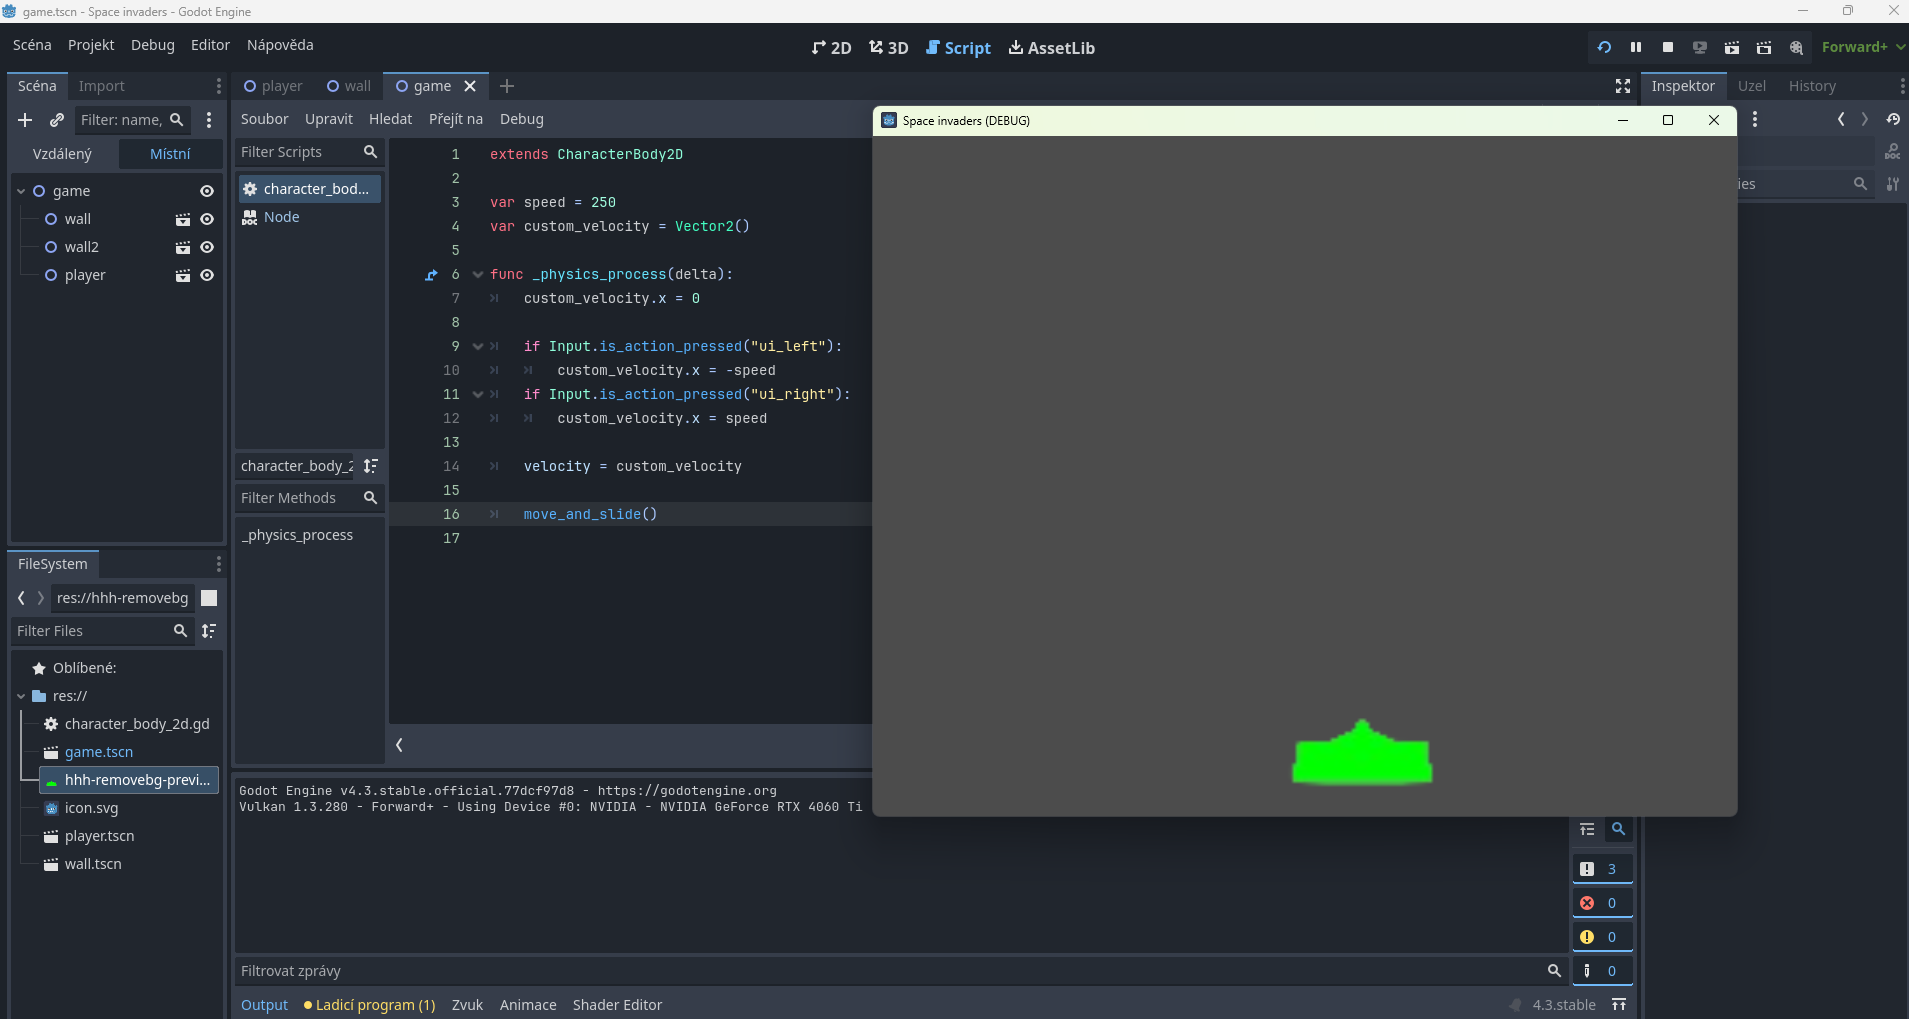 game.tscn - Space invaders - Godot Engine
Scéna Projekt Debug Editor Nápověda
2D 3D Script AssetLib
Forward+
Scéna Import
player wall game
Inspektor Uzel History
Filter: name,
Soubor Upravit Hledat Přejít na Debug
Space invaders (DEBUG)
Vzdálený Místní
Filter Scripts
ies
game
wall
wall2
player
character_bod...
Node
character_body_2
Filter Methods
_physics_process
1 extends CharacterBody2D
2
3 var speed = 250
4 var custom_velocity = Vector2()
5
6 func _physics_process(delta):
7 custom_velocity.x = 0
8
9 if Input.is_action_pressed("ui_left"):
10 custom_velocity.x = -speed
11 if Input.is_action_pressed("ui_right"):
12 custom_velocity.x = speed
13
14 velocity = custom_velocity
15
16 move_and_slide()
17
FileSystem
res://hhh-removebg
Filter Files
Oblíbené:
res://
character_body_2d.gd
game.tscn
hhh-removebg-previ...
icon.svg
player.tscn
wall.tscn
Godot Engine v4.3.stable.official.77dcf97d8 - https://godotengine.org
Vulkan 1.3.280 - Forward+ - Using Device #0: NVIDIA - NVIDIA GeForce RTX 4060 Ti
3
0
0
0
Filtrovat zprávy
Output Ladicí program (1) Zvuk Animace Shader Editor
4.3.stable